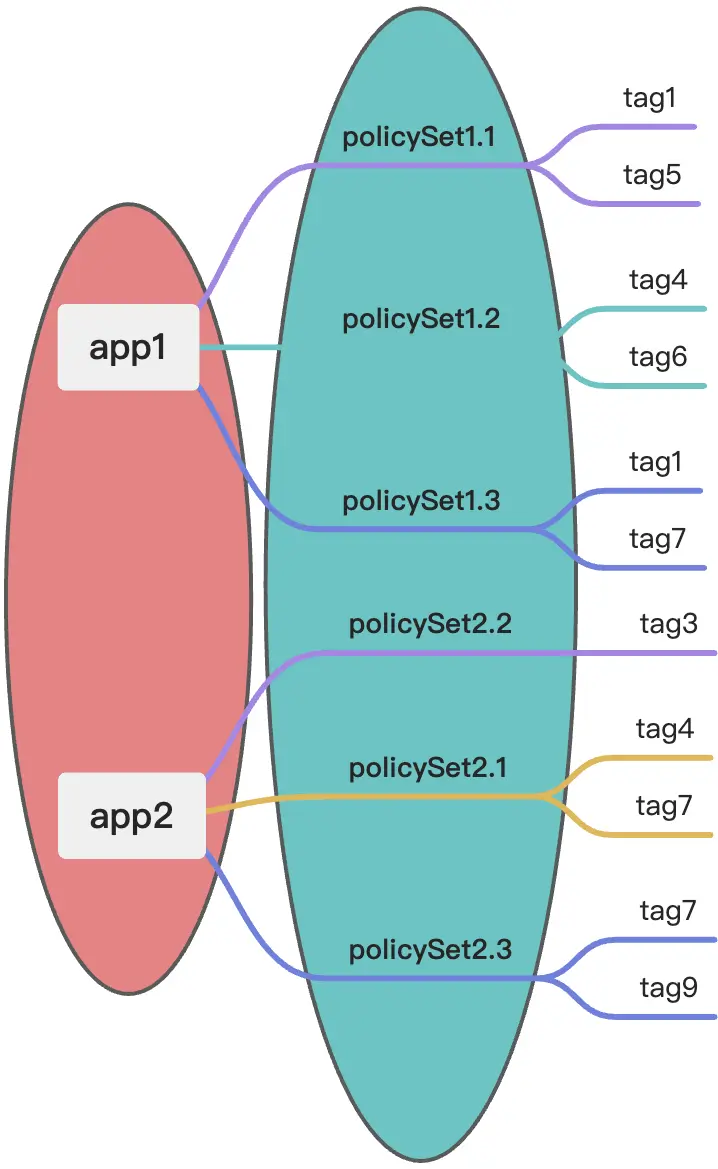 app1
policySet1.1
tag1
tag5
policySet1.2
tag4
tag6
policySet1.3
tag1
tag7
app2
policySet2.2
tag3
policySet2.1
tag4
tag7
policySet2.3
tag7
tag9